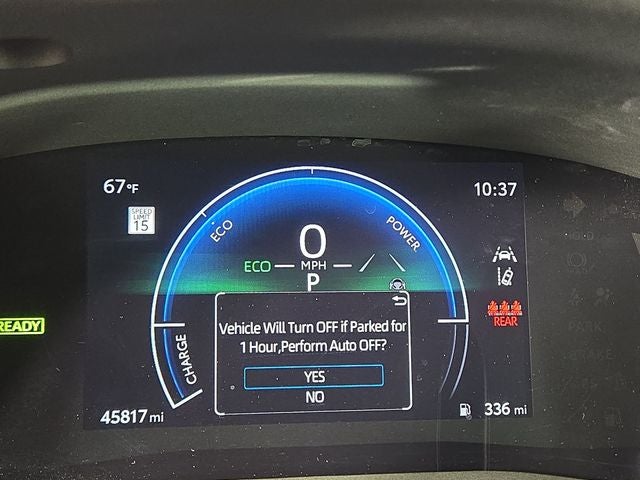 67°F
10:37
SPEED
LIMIT
15
ECO
POWER
0
ECO
MPH
P
READY
Vehicle Will Turn OFF if Parked for
1 Hour,Perform Auto OFF?
REAR
CHARGE
YES
NO
45817 mi
336 mi